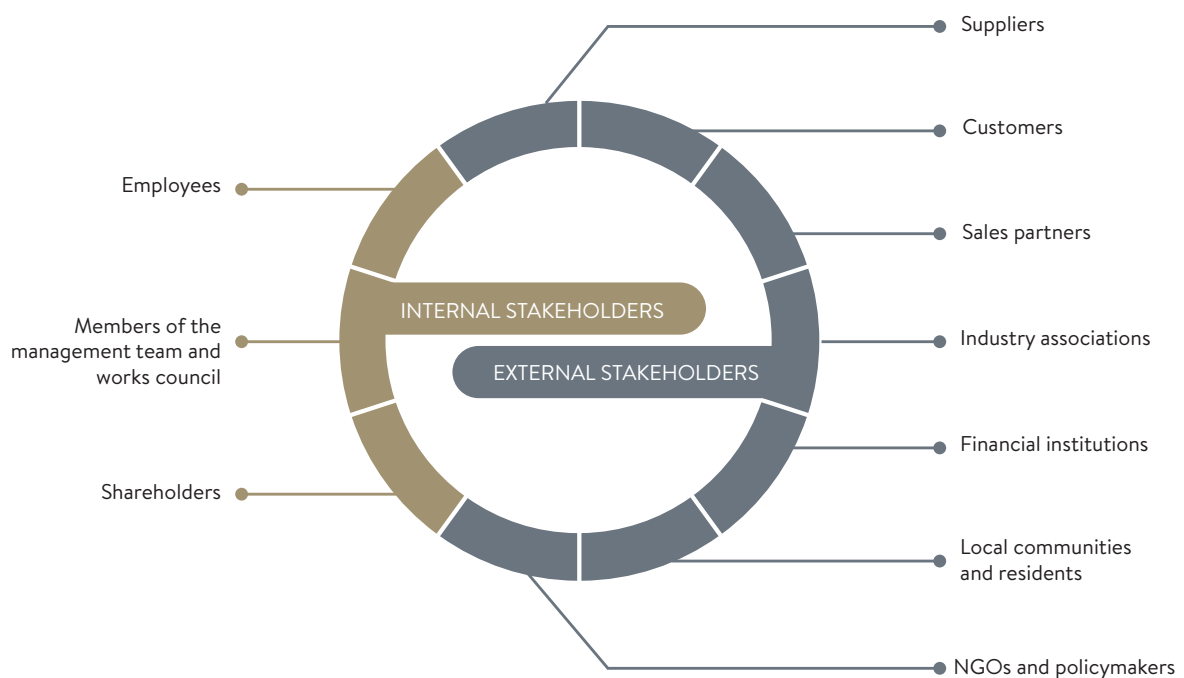 Suppliers
Customers
Employees
Sales partners
INTERNAL STAKEHOLDERS
Members of the
management team and
works council
Industry associations
EXTERNAL STAKEHOLDERS
Financial institutions
Shareholders
Local communities
and residents
NGOs and policymakers